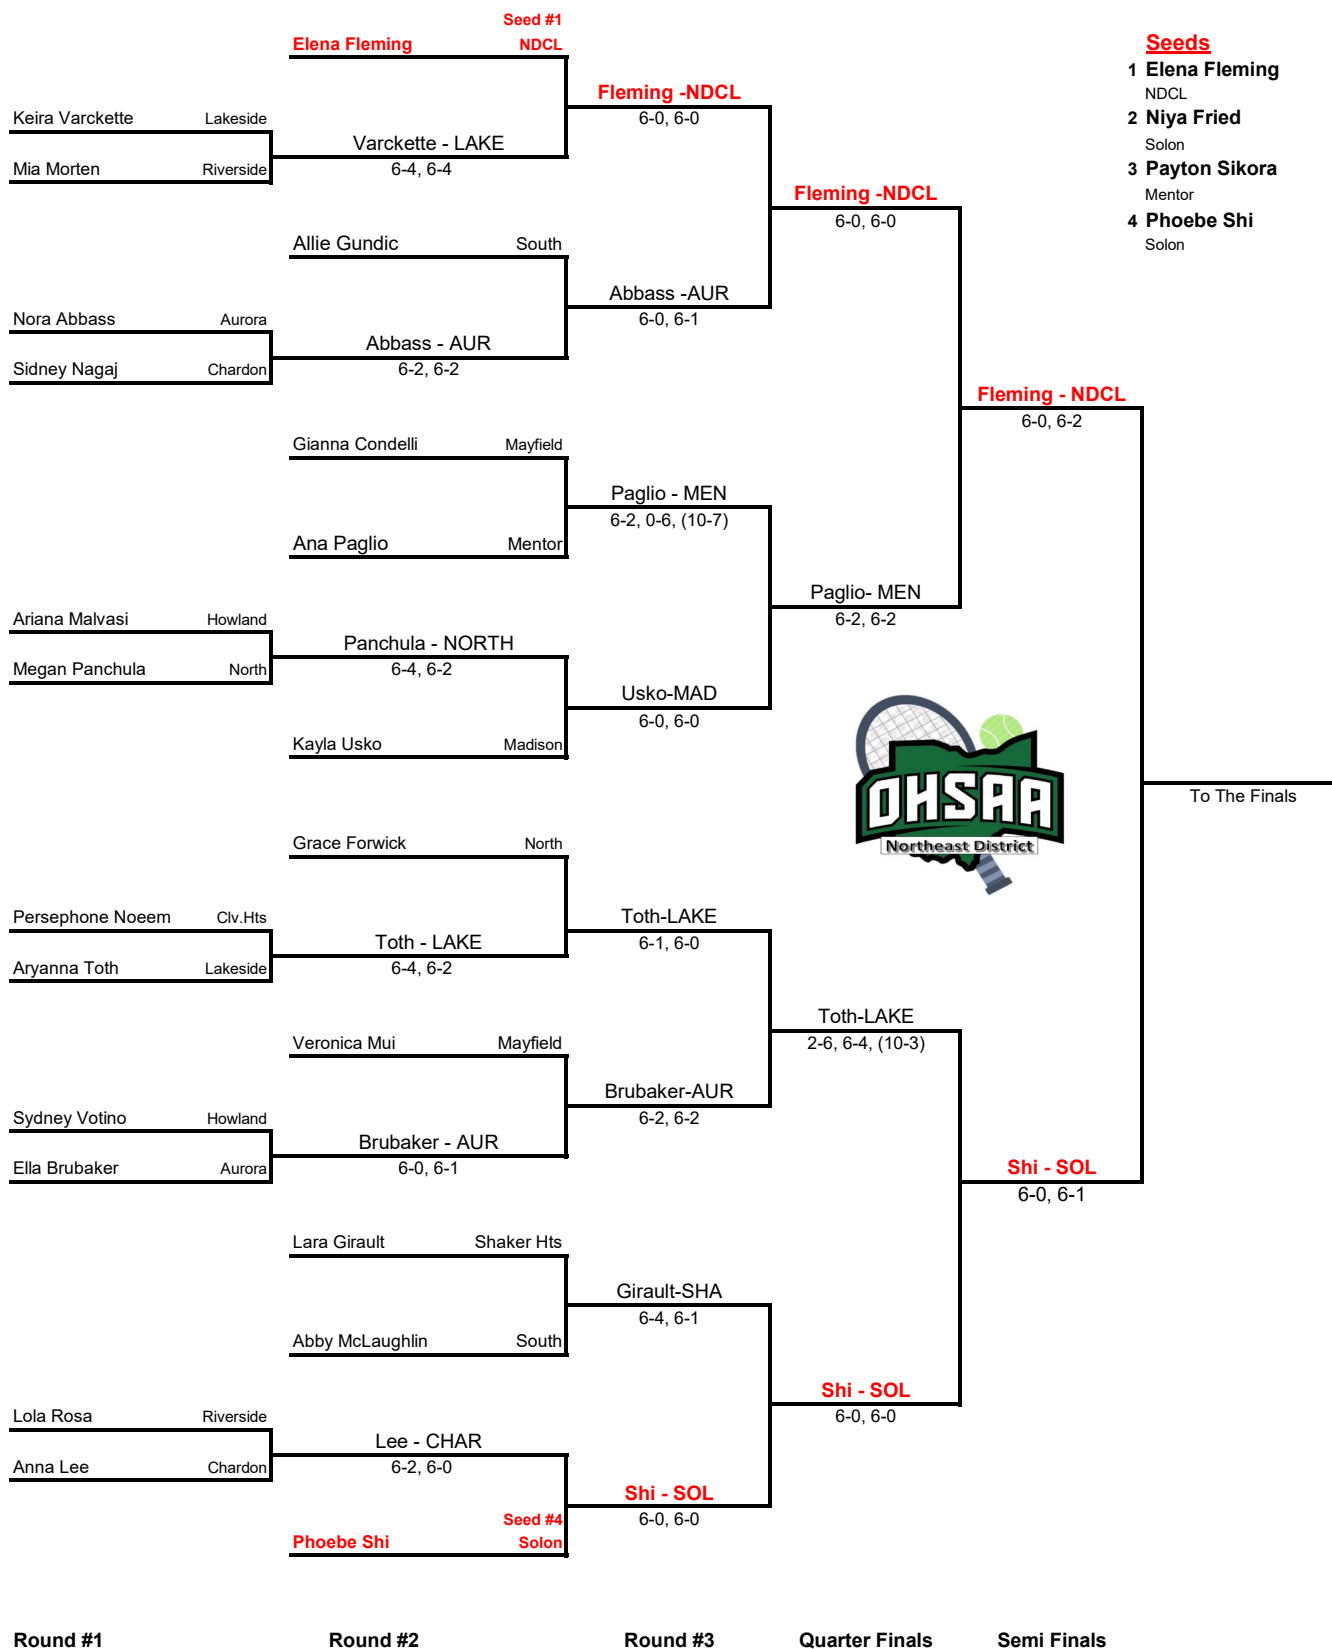 Seed #1
Elena Fleming NDCL
Seeds
1 Elena Fleming
NDCL
2 Niya Fried
Solon
3 Payton Sikora
Mentor
4 Phoebe Shi
Solon
Fleming -NDCL
6-0, 6-0
Keira Varckette Lakeside
Varckette - LAKE
6-4, 6-4
Mia Morten Riverside
Fleming -NDCL
6-0, 6-0
Allie Gundic South
Abbass -AUR
6-0, 6-1
Nora Abbass Aurora
Abbass - AUR
6-2, 6-2
Sidney Nagaj Chardon
Fleming - NDCL
6-0, 6-2
Gianna Condelli Mayfield
Paglio - MEN
6-2, 0-6, (10-7)
Ana Paglio Mentor
Paglio- MEN
6-2, 6-2
Ariana Malvasi Howland
Panchula - NORTH
6-4, 6-2
Megan Panchula North
Usko-MAD
6-0, 6-0
Kayla Usko Madison
OHSAA
Northeast District
To The Finals
Grace Forwick North
Toth-LAKE
6-1, 6-0
Persephone Noeem Clv.Hts
Toth - LAKE
6-4, 6-2
Aryanna Toth Lakeside
Toth-LAKE
2-6, 6-4, (10-3)
Veronica Mui Mayfield
Brubaker-AUR
6-2, 6-2
Sydney Votino Howland
Brubaker - AUR
6-0, 6-1
Ella Brubaker Aurora
Shi - SOL
6-0, 6-1
Lara Girault Shaker Hts
Girault-SHA
6-4, 6-1
Abby McLaughlin South
Shi - SOL
6-0, 6-0
Lola Rosa Riverside
Lee - CHAR
6-2, 6-0
Anna Lee Chardon
Shi - SOL
6-0, 6-0
Seed #4
Phoebe Shi Solon
Round #1 Round #2 Round #3 Quarter Finals Semi Finals